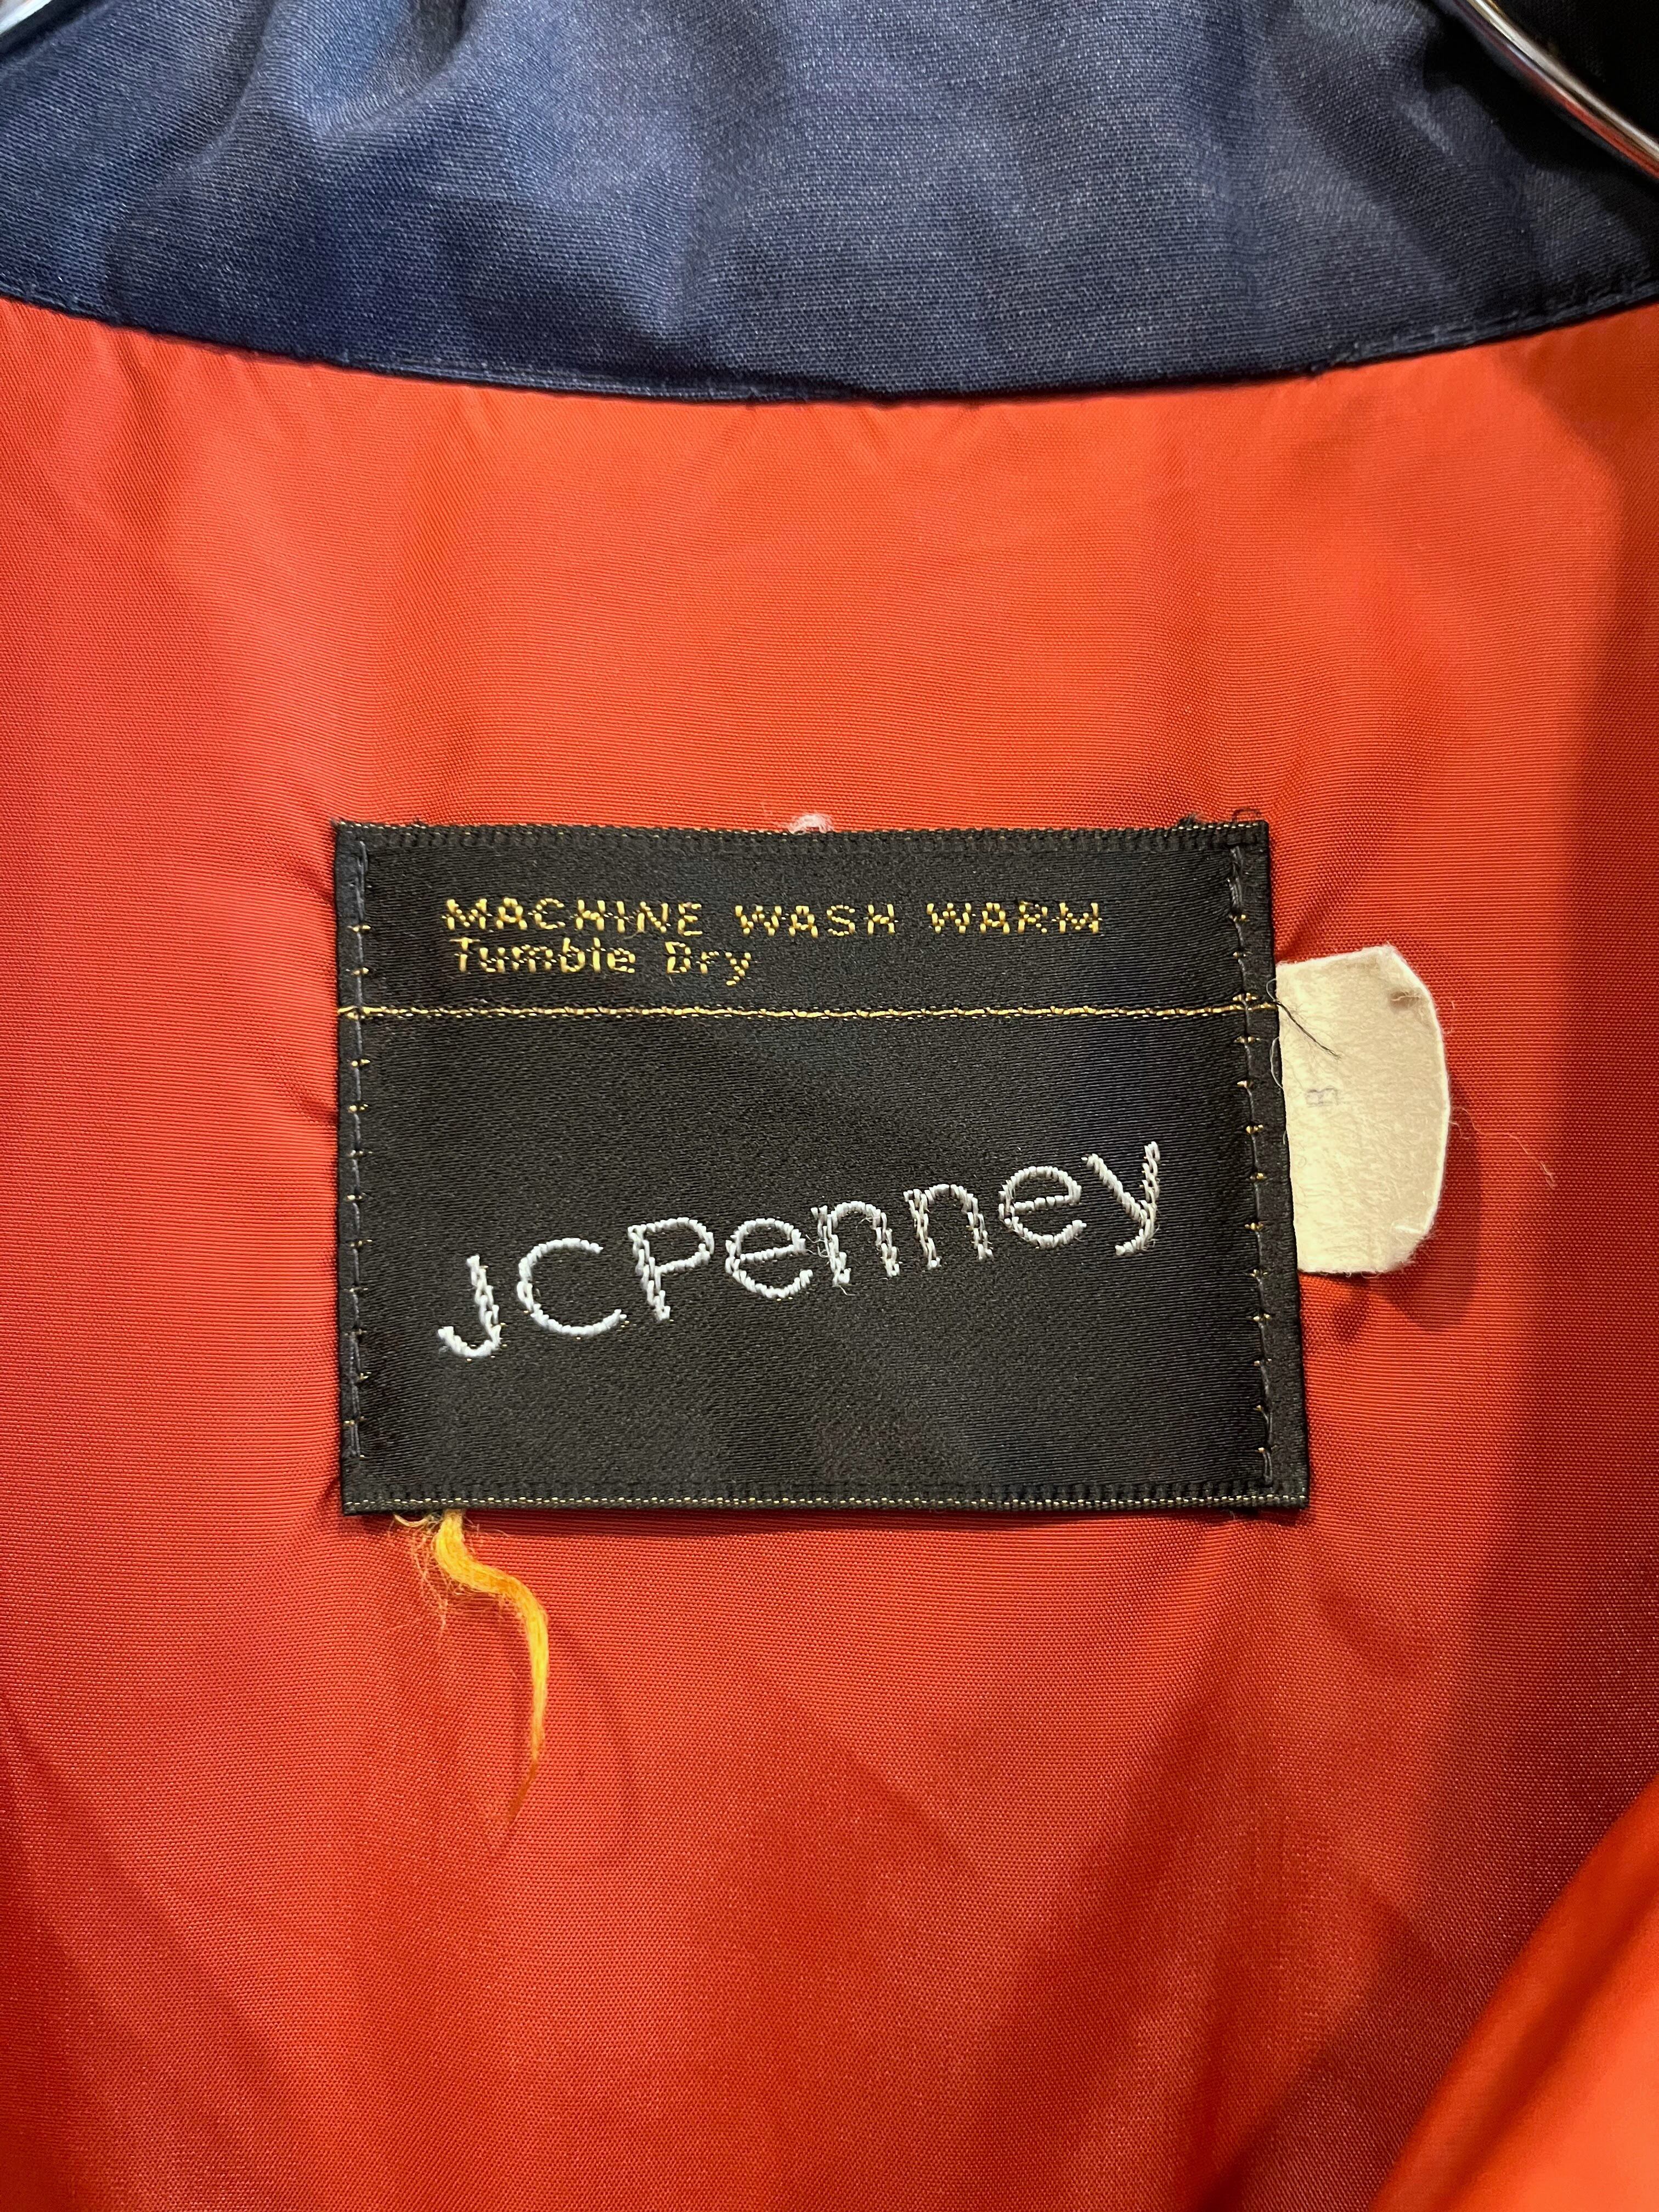 MACHINE WASH WARM
Tumble Dry
JCPenney
B